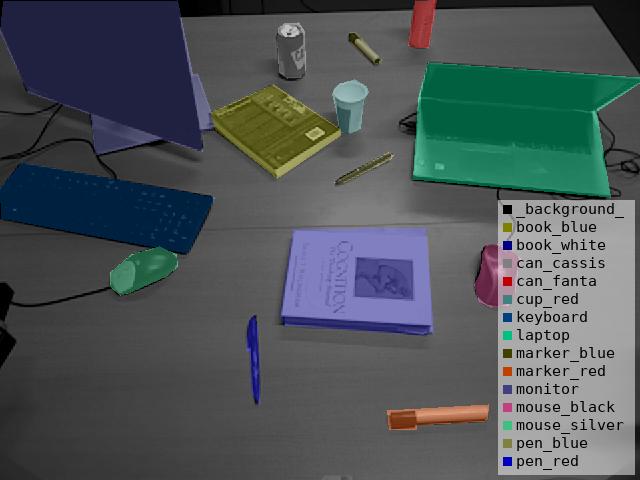 COGNITION
_background_
book_blue
book_white
can_cassis
can_fanta
cup_red
keyboard
laptop
marker_blue
marker_red
monitor
mouse_black
mouse_silver
pen_blue
pen_red